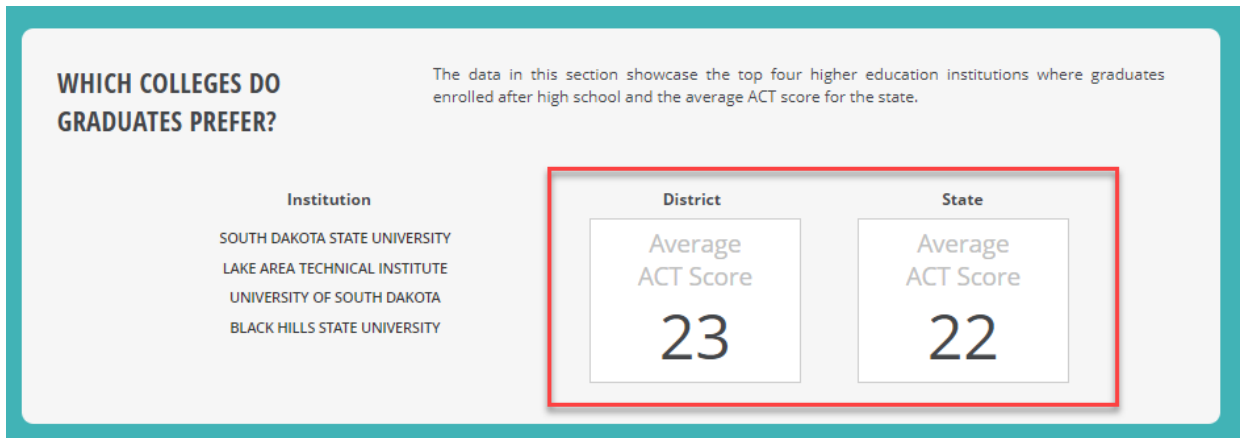 WHICH COLLEGES DO
GRADUATES PREFER?
The data in this section showcase the top four higher education institutions where graduates
enrolled after high school and the average ACT score for the state.
Institution
SOUTH DAKOTA STATE UNIVERSITY
LAKE AREA TECHNICAL INSTITUTE
UNIVERSITY OF SOUTH DAKOTA
BLACK HILLS STATE UNIVERSITY
District
Average
ACT Score
23
State
Average
ACT Score
22